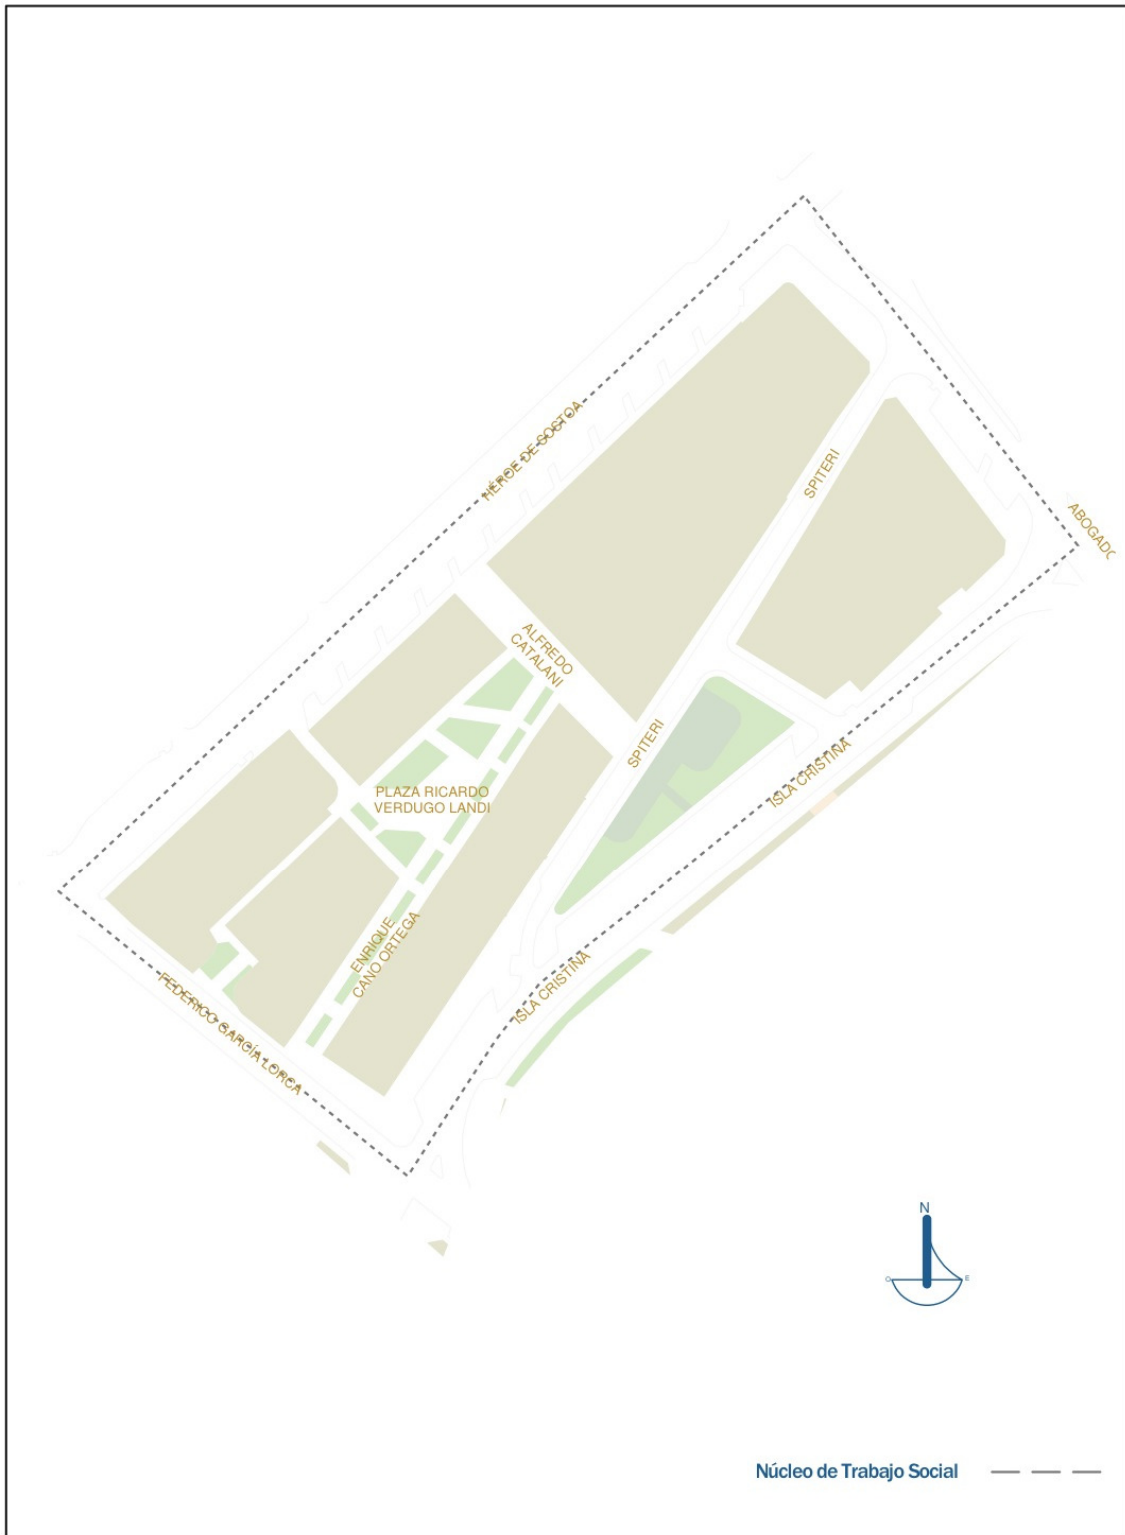 HÉROE DE SOSTOA
SPITERI
ABOGADO
ALFREDO
CATALANI
SPITERI
ISLA CRISTINA
PLAZA RICARDO
VERDUGO LANDI
ENRIQUE
CANO ORTEGA
ISLA CRISTINA
FEDERICO GARCÍA LORCA
N
O E
Núcleo de Trabajo Social